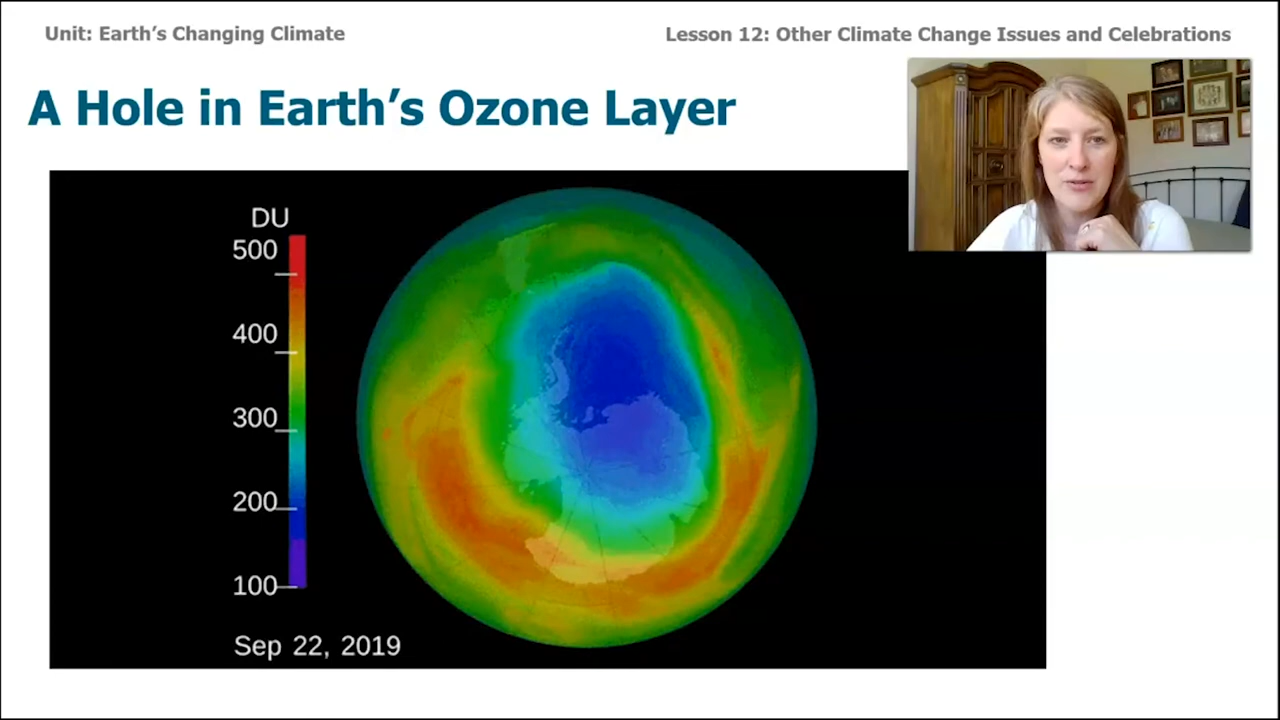 Unit: Earth’s Changing Climate
Lesson 12: Other Climate Change Issues and Celebrations
A Hole in Earth’s Ozone Layer
DU
500
400
300
200
100
Sep 22, 2019